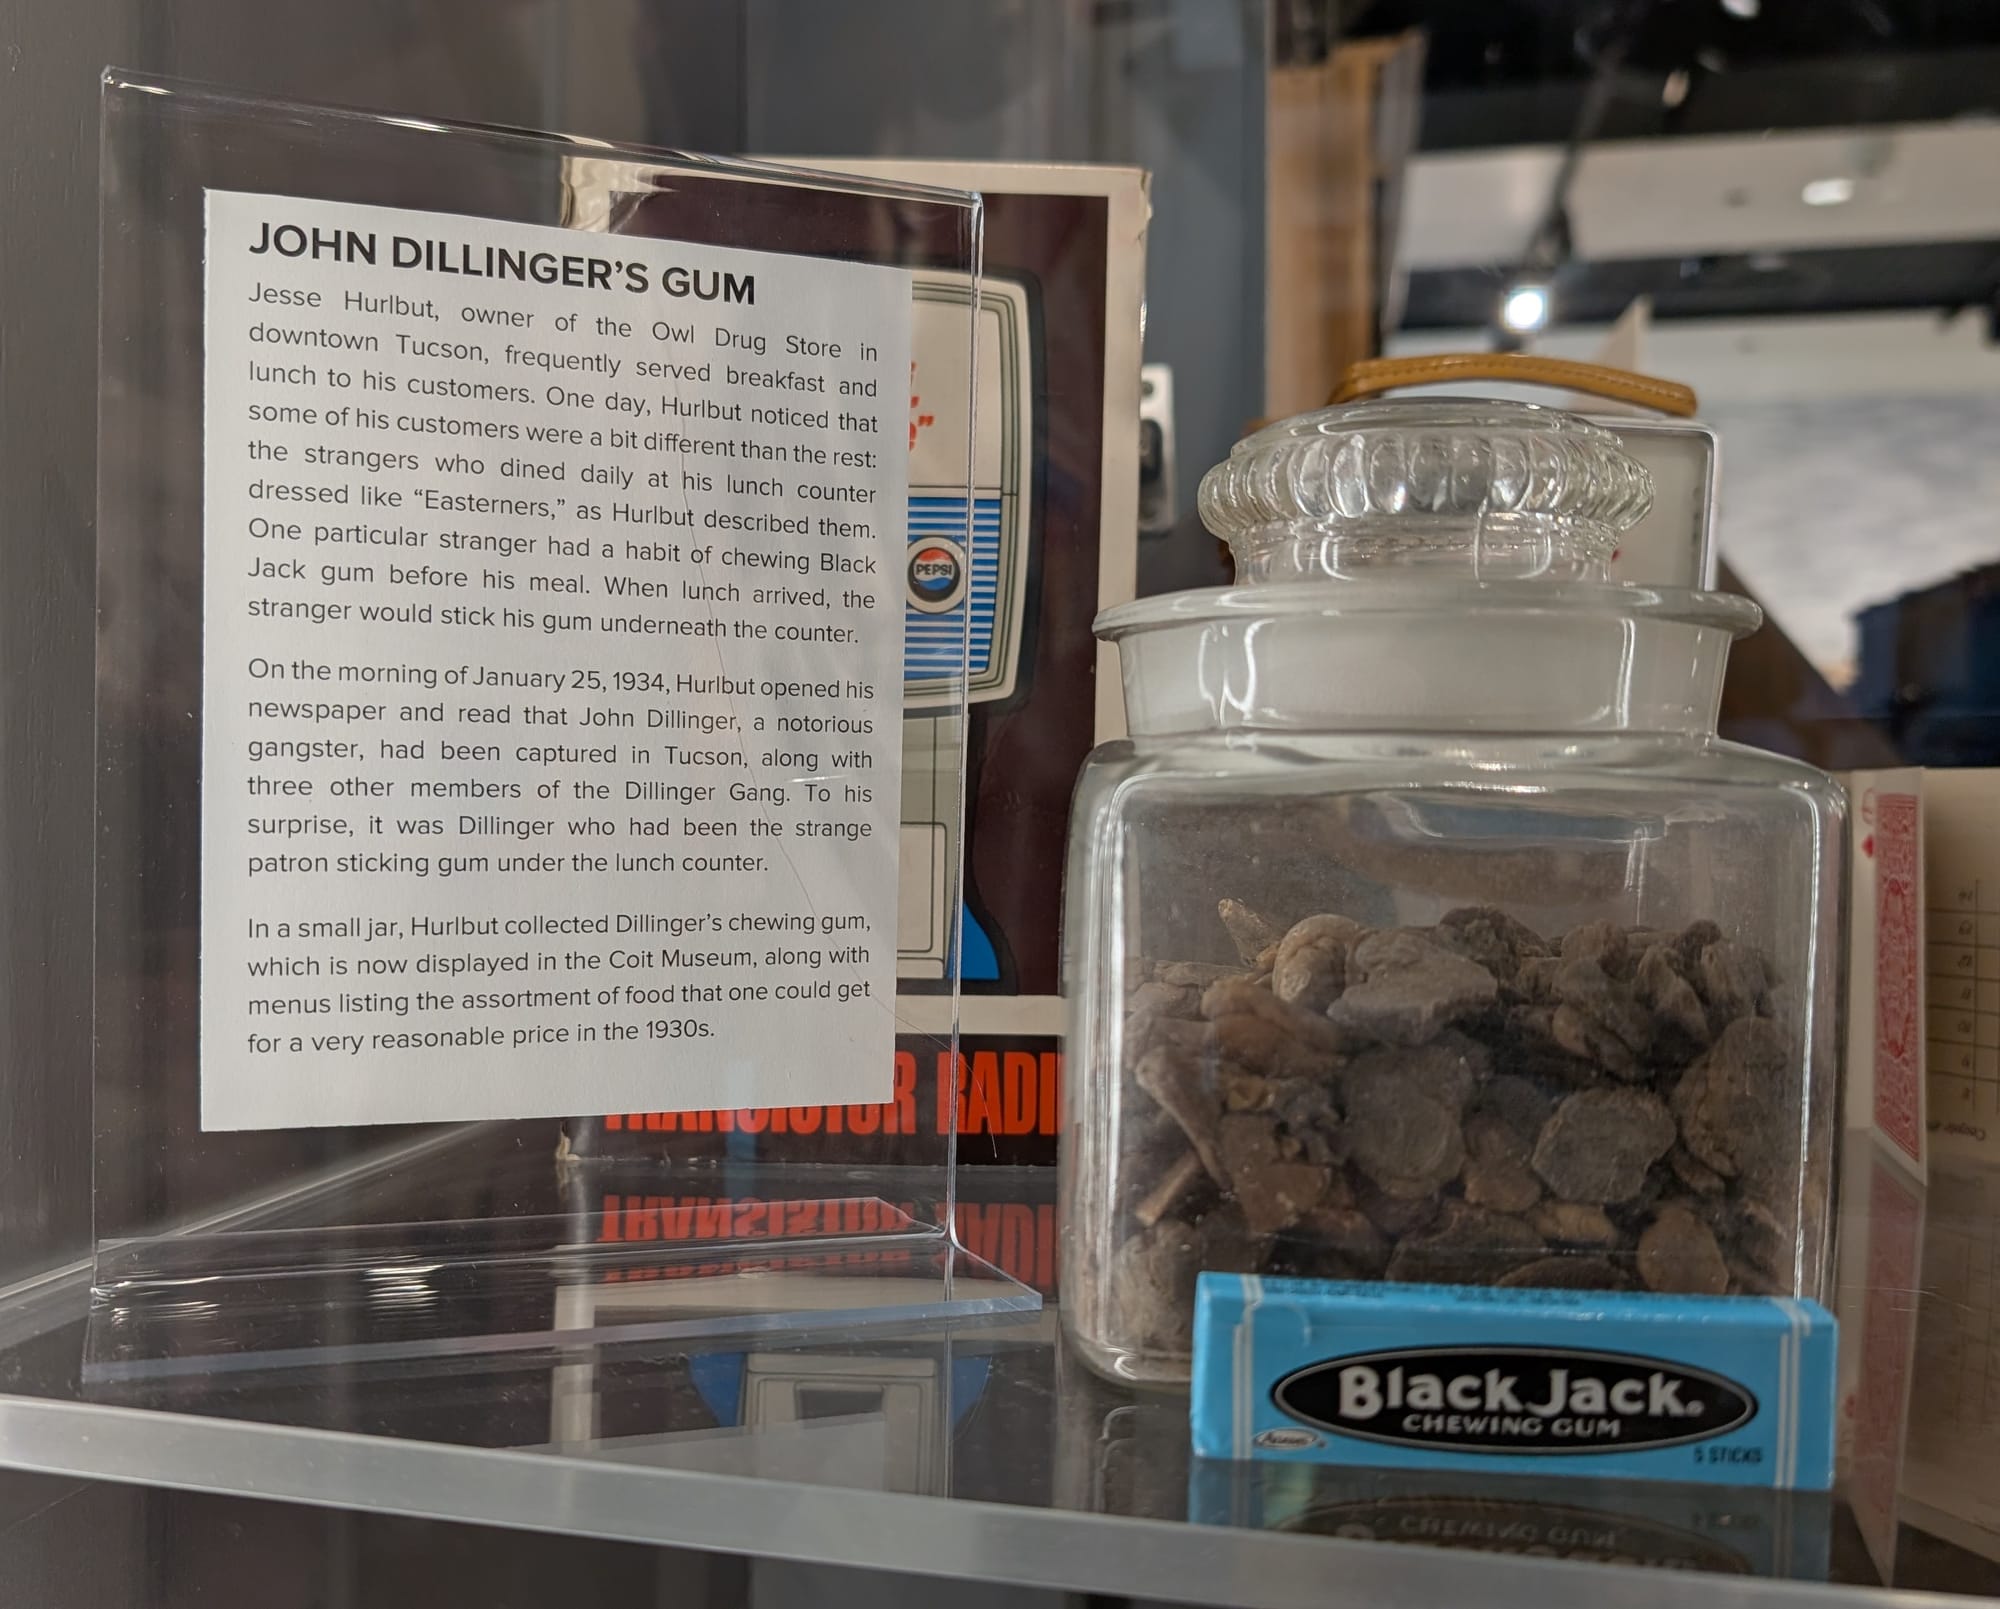 JOHN DILLINGER'S GUM
Jesse Hurlbut, owner of the Owl Drug Store in
downtown Tucson, frequently served breakfast and
lunch to his customers. One day, Hurlbut noticed that
some of his customers were a bit different than the rest:
the strangers who dined daily at his lunch counter
dressed like “Easterners,” as Hurlbut described them.
One particular stranger had a habit of chewing Black
Jack gum before his meal. When lunch arrived, the
stranger would stick his gum underneath the counter.
On the morning of January 25, 1934, Hurlbut opened his
newspaper and read that John Dillinger, a notorious
gangster, had been captured in Tucson, along with
three other members of the Dillinger Gang. To his
surprise, it was Dillinger who had been the strange
patron sticking gum under the lunch counter.
In a small jar, Hurlbut collected Dillinger's chewing gum,
which is now displayed in the Coit Museum, along with
menus listing the assortment of food that one could get
for a very reasonable price in the 1930s.
PEPSI
TRANSISTOR RADI
Black Jack.
CHEWING GUM
5 STICKS